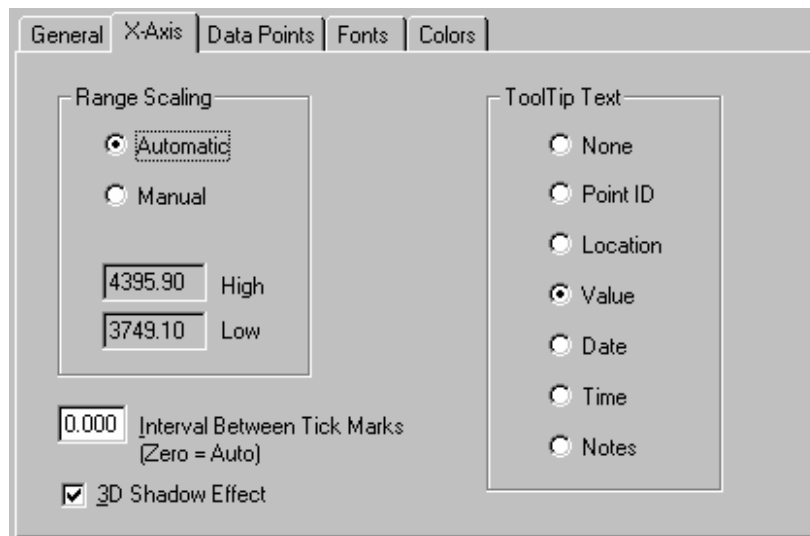 General X-Axis Data Points Fonts Colors
Range Scaling
Automatic
Manual
4395.90 High
3749.10 Low
0.000 Interval Between Tick Marks
(Zero = Auto)
3D Shadow Effect
ToolTip Text
None
Point ID
Location
Value
Date
Time
Notes